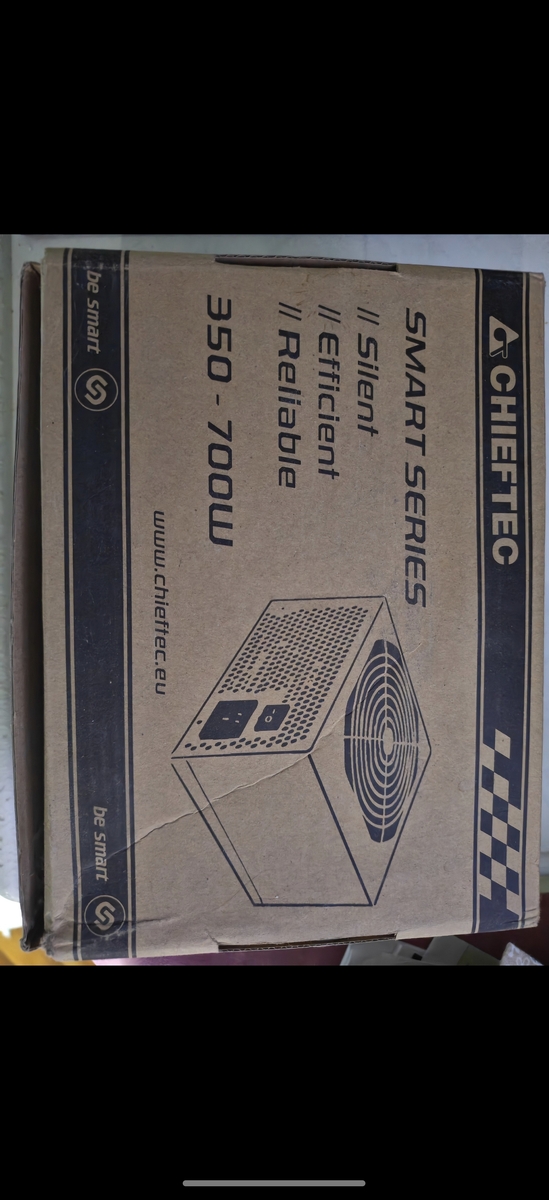 CHIEFTEC
SMART SERIES
// Silent
// Efficient
// Reliable
350 - 700W
www.chieftec.eu
be smart
be smart